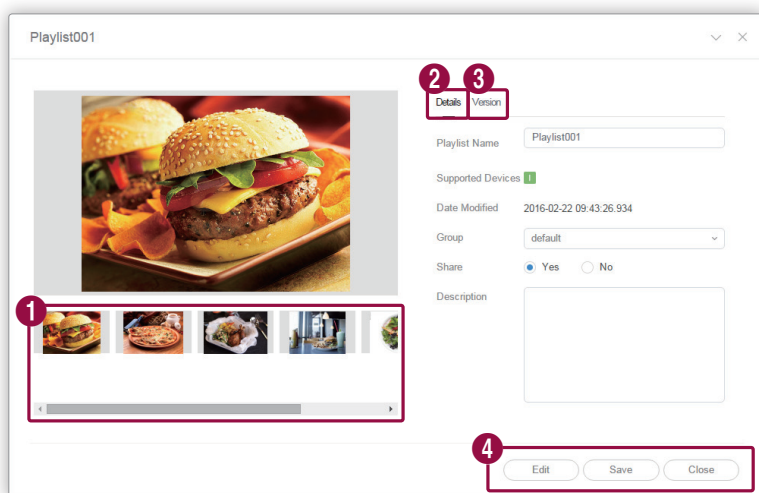 Playlist001
2 3
Details Version
Playlist Name Playlist001
Supported Devices I
Date Modified 2016-02-22 09:43:26.934
Group default
Share Yes No
Description
1
4
Edit Save Close